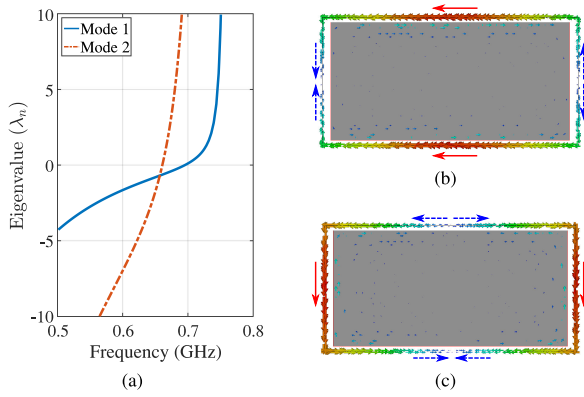 Mode 1
Mode 2
Eigenvalue (λₙ)
10
5
0
-5
-10
0.5
0.6
0.7
0.8
Frequency (GHz)
(a)
(b)
(c)